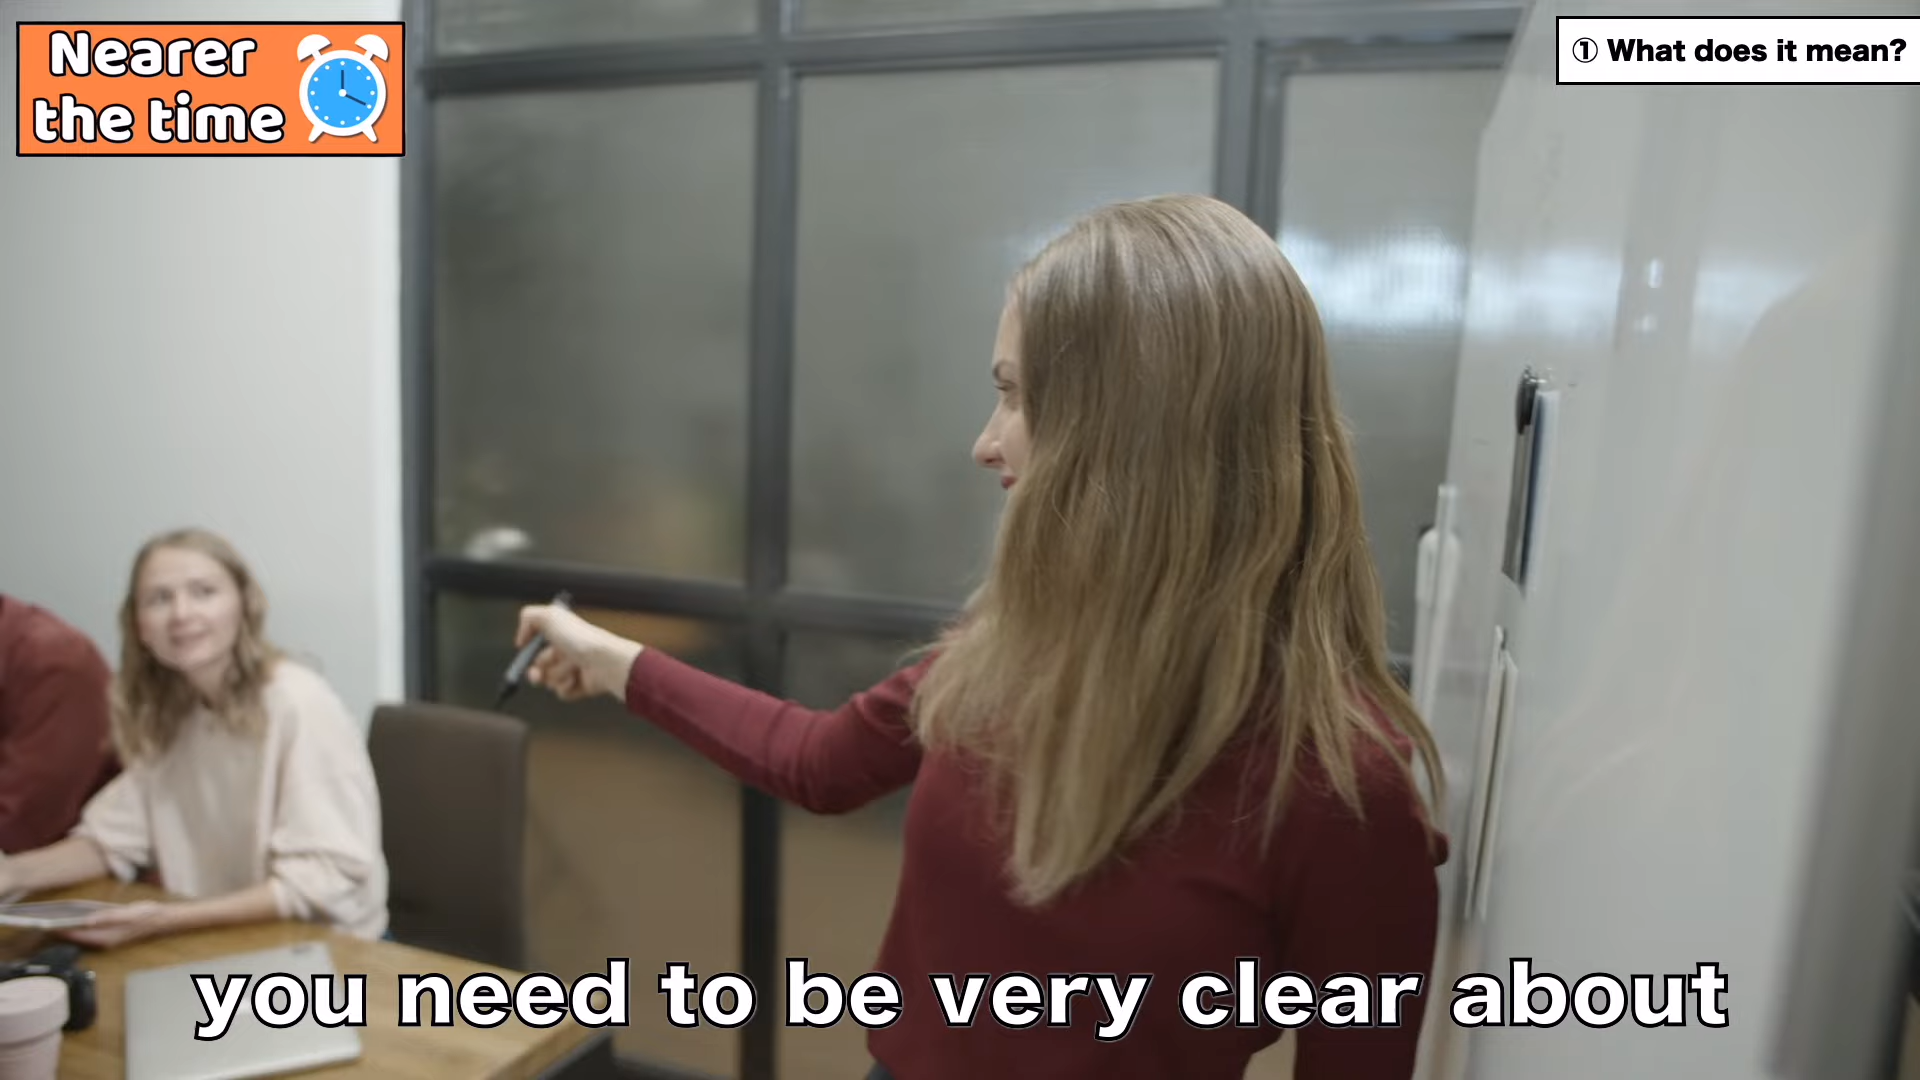 Nearer
the time
① What does it mean?
you need to be very clear about